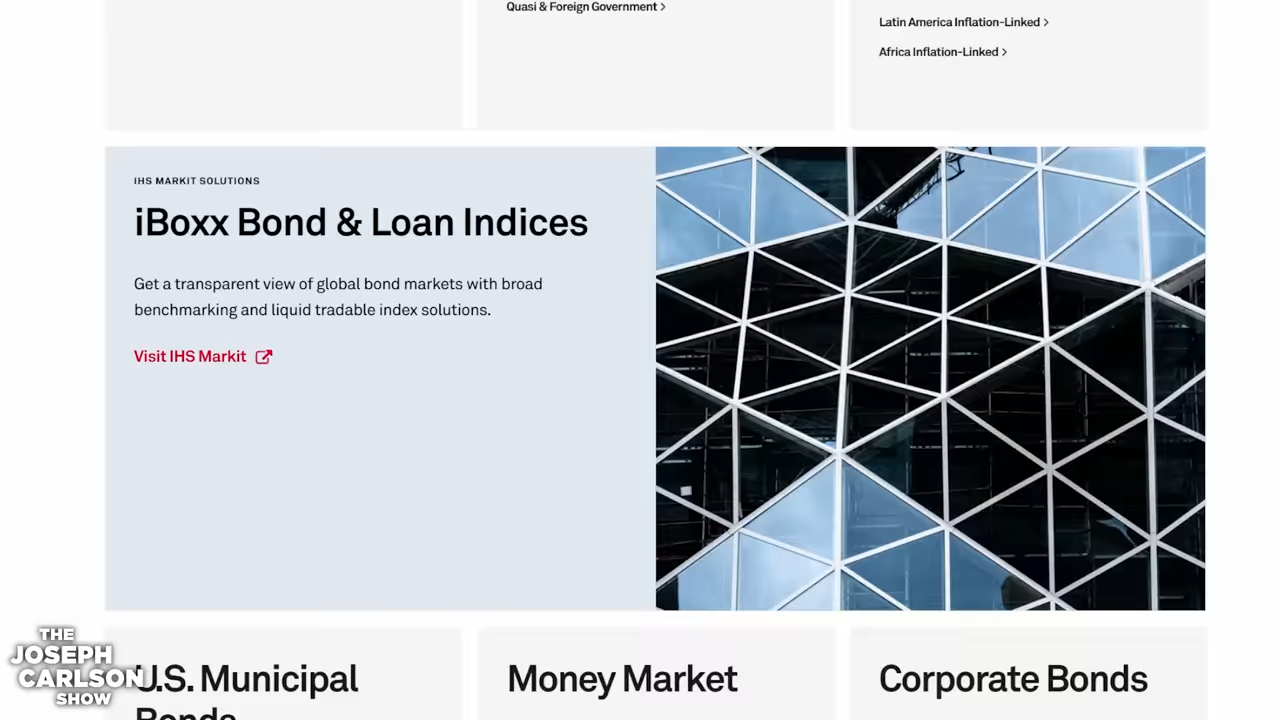 Quasi & Foreign Government >
Latin America Inflation-Linked >
Africa Inflation-Linked >
IHS MARKIT SOLUTIONS
iBoxx Bond & Loan Indices
Get a transparent view of global bond markets with broad
benchmarking and liquid tradable index solutions.
Visit IHS Markit
U.S. Municipal
Bonds
Money Market
Corporate Bonds
THE
JOSEPH
CARLSON
SHOW